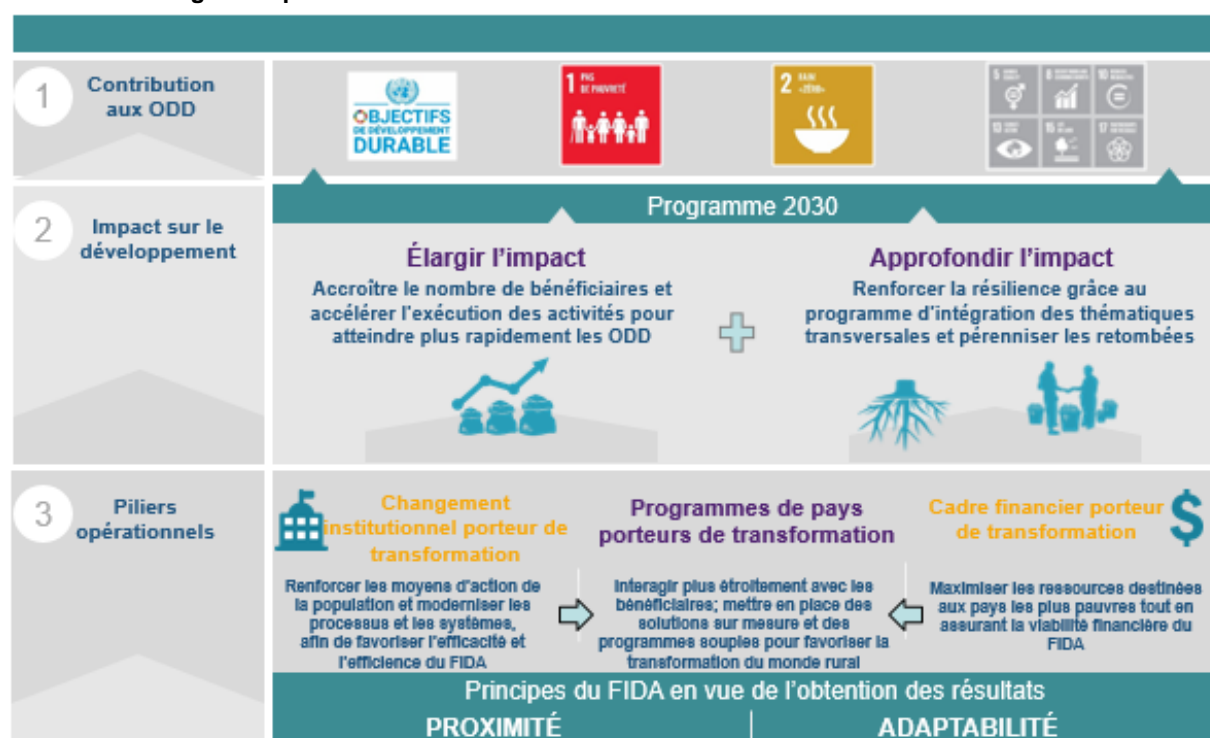 1
Contribution
aux ODD
OBJECTIFS
DE DÉVELOPPEMENT
DURABLE
1 PAS
DE PAUVRETÉ
2 FAIM
«ZÉRO»
5
8
10
13
15
17
2
Impact sur le
développement
Programme 2030
Élargir l'impact
Accroître le nombre de bénéficiaires et
accélérer l'exécution des activités pour
atteindre plus rapidement les ODD
Approfondir l'impact
Renforcer la résilience grâce au
programme d'intégration des thématiques
transversales et pérenniser les retombées
3
Piliers
opérationnels
Changement
institutionnel porteur de
transformation
Renforcer les moyens d'action de
la population et moderniser les
processus et les systèmes,
afin de favoriser l'efficacité et
l'efficience du FIDA
Programmes de pays
porteurs de transformation
Interagir plus étroitement avec les
bénéficiaires; mettre en place des
solutions sur mesure et des
programmes souples pour favoriser la
transformation du monde rural
Cadre financier porteur
de transformation
$
Maximiser les ressources destinées
aux pays les plus pauvres tout en
assurant la viabilité financière du
FIDA
Principes du FIDA en vue de l'obtention des résultats
PROXIMITÉ
ADAPTABILITÉ